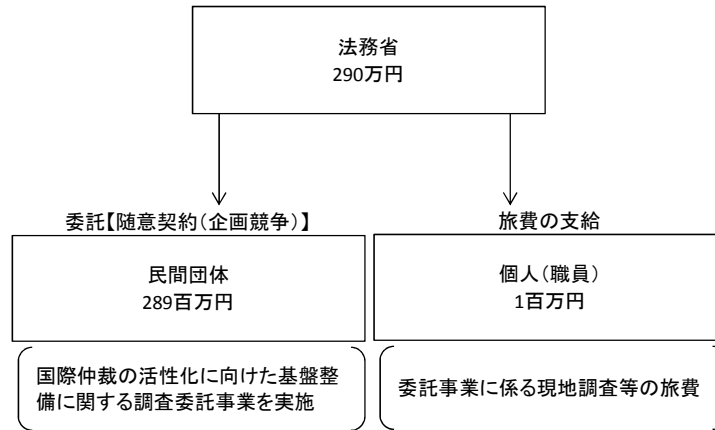 法務省
290万円
委託【随意契約(企画競争)】
民間団体
289百万円
国際仲裁の活性化に向けた基盤整
備に関する調査委託事業を実施
旅費の支給
個人(職員)
1百万円
委託事業に係る現地調査等の旅費